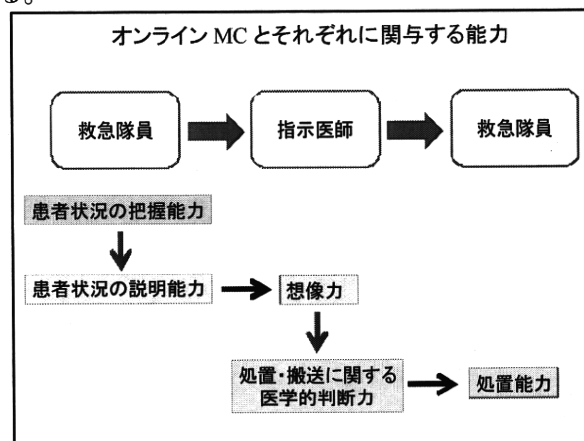 る。
オンライン MC とそれぞれに関与する能力
救急隊員
指示医師
救急隊員
患者状況の把握能力
患者状況の説明能力
想像力
処置・搬送に関する
医学的判断力
処置能力